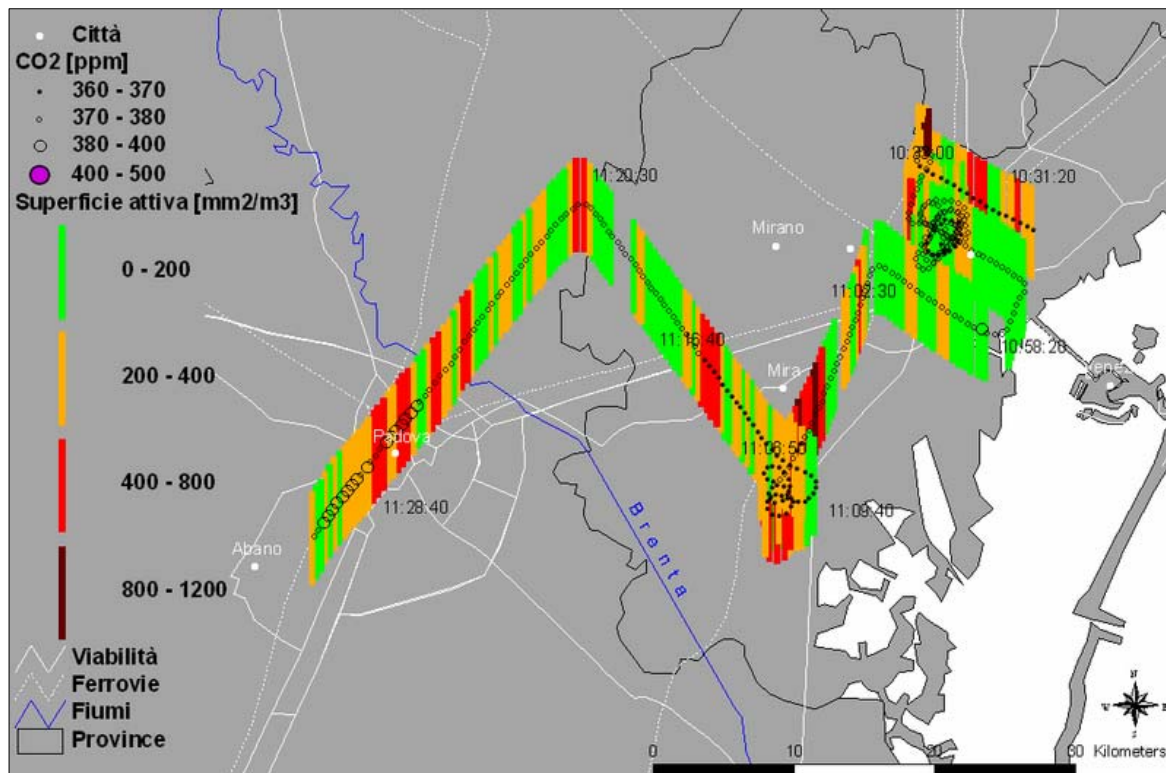 Città
CO2 [ppm]
360 - 370
370 - 380
380 - 400
400 - 500
Superficie attiva [mm2/m3]
0 - 200
200 - 400
400 - 800
800 - 1200
Viabilità
Ferrovie
Fiumi
Province
10:31:20
11:20:30
Mirano
11:02:30
10:58:20
11:16:40
Mira
Padova
11:28:40
11:09:40
Abano
Brenta
N
W
E
S
0 10 20 30 Kilometers